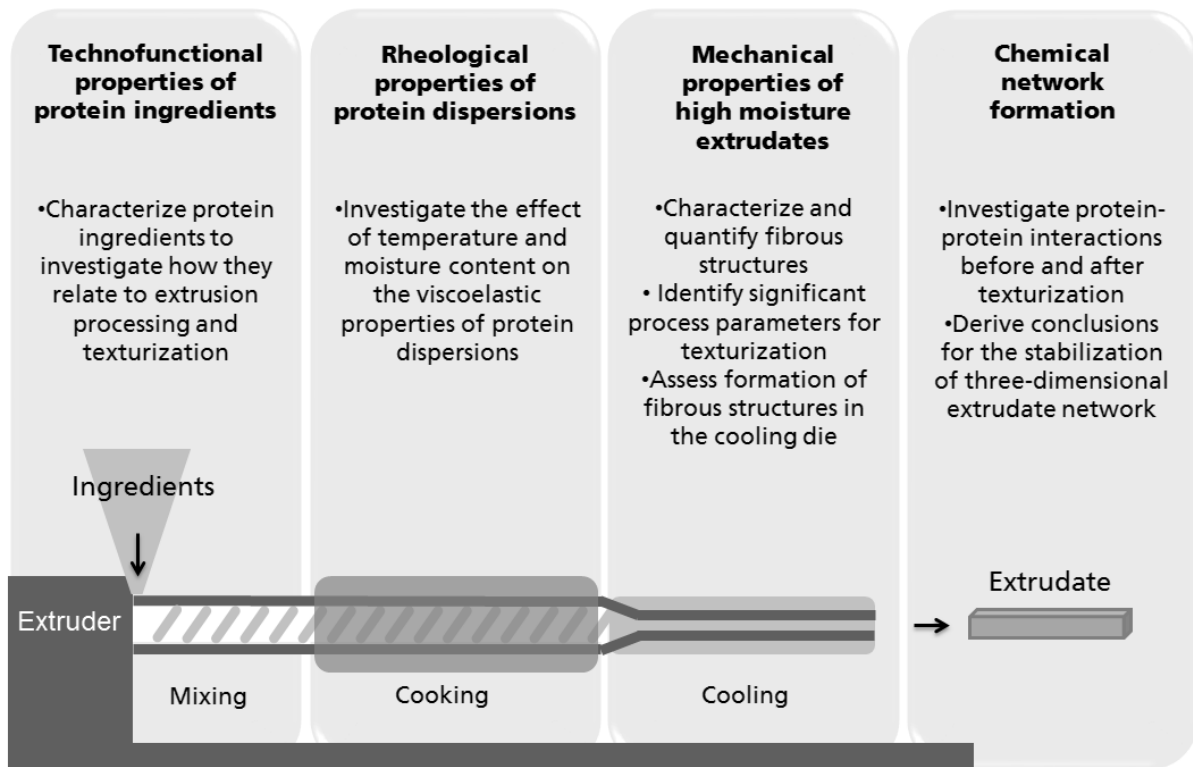 Technofunctional
properties of
protein ingredients
•Characterize protein
ingredients to
investigate how they
relate to extrusion
processing and
texturization
Rheological
properties of
protein dispersions
•Investigate the effect
of temperature and
moisture content on
the viscoelastic
properties of protein
dispersions
Mechanical
properties of
high moisture
extrudates
•Characterize and
quantify fibrous
structures
• Identify significant
process parameters for
texturization
•Assess formation of
fibrous structures in
the cooling die
Chemical
network
formation
•Investigate protein-
protein interactions
before and after
texturization
•Derive conclusions
for the stabilization
of three-dimensional
extrudate network
Ingredients
Extruder
Extrudate
Mixing
Cooking
Cooling